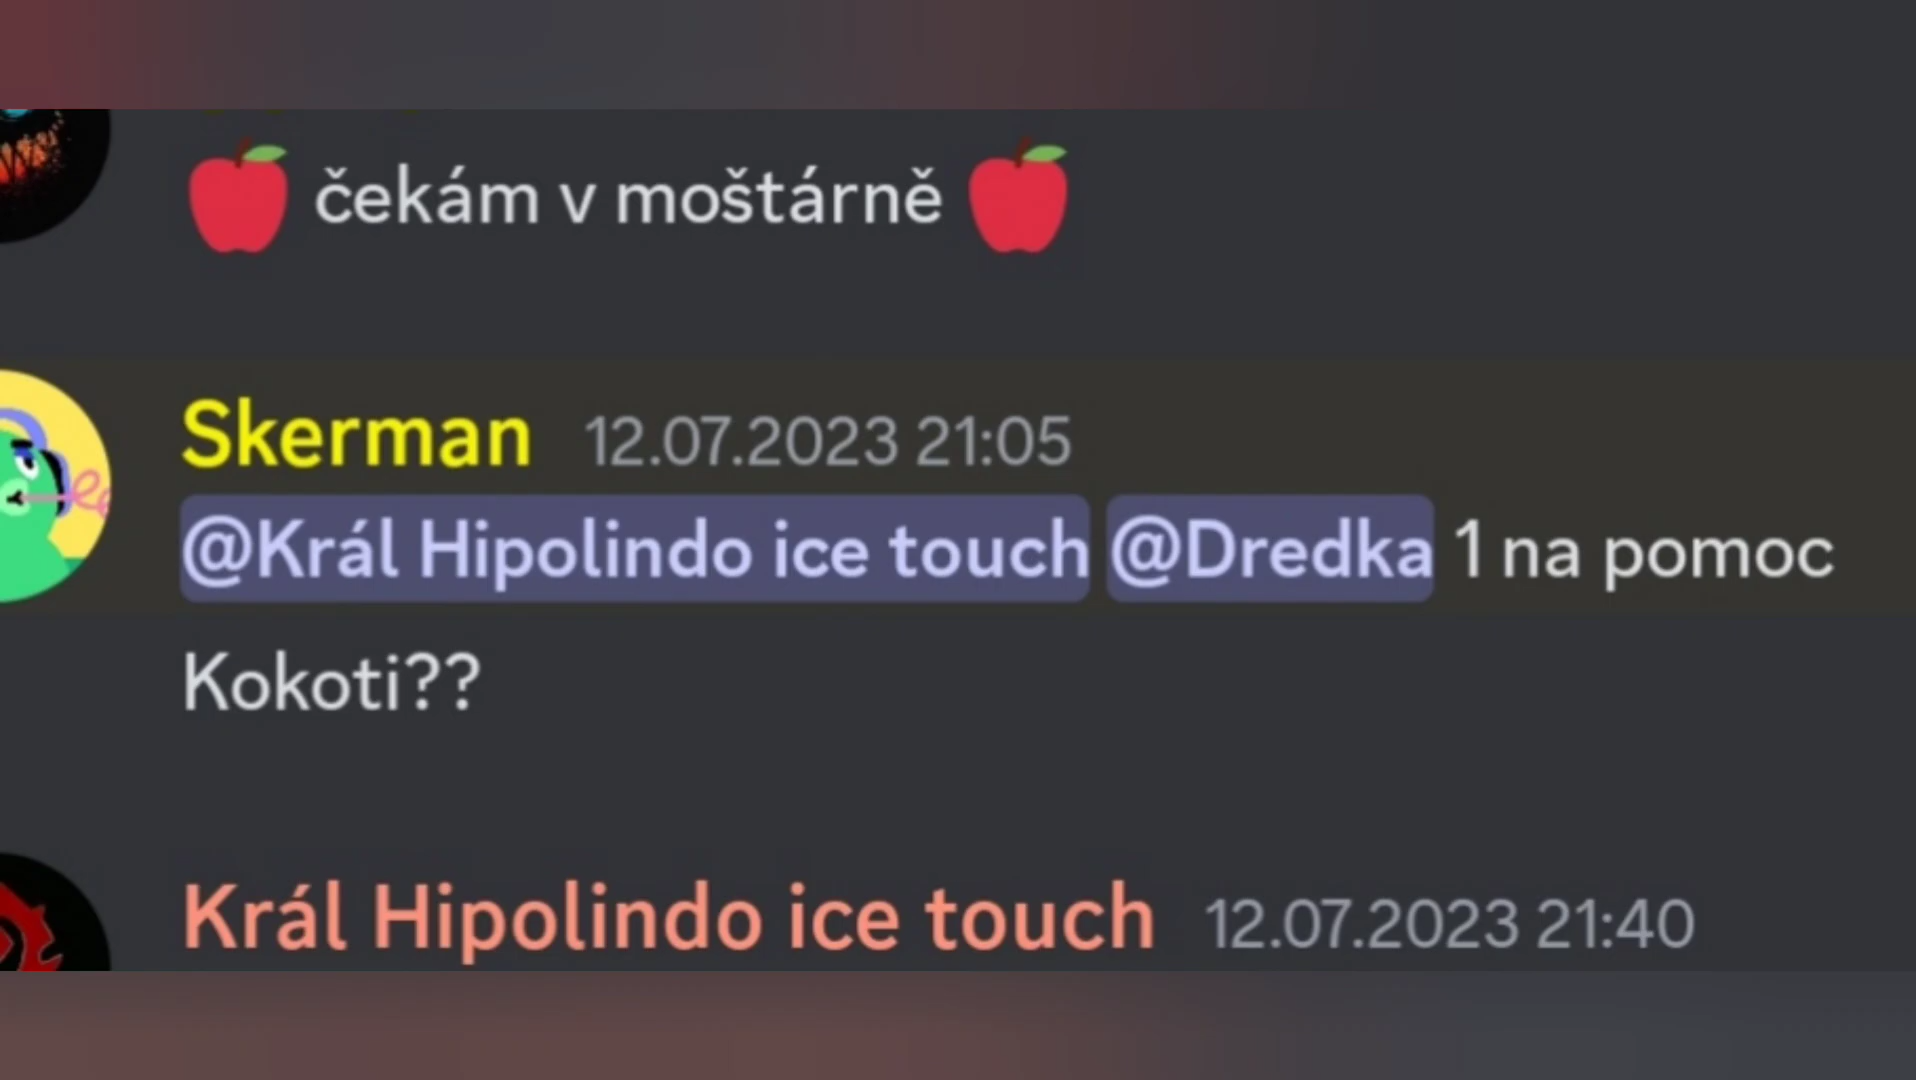 🍎 čekám v moštárně 🍎
Skerman 12.07.2023 21:05
@Král Hipolindo ice touch @Dredka 1 na pomoc
Kokoti??
Král Hipolindo ice touch 12.07.2023 21:40